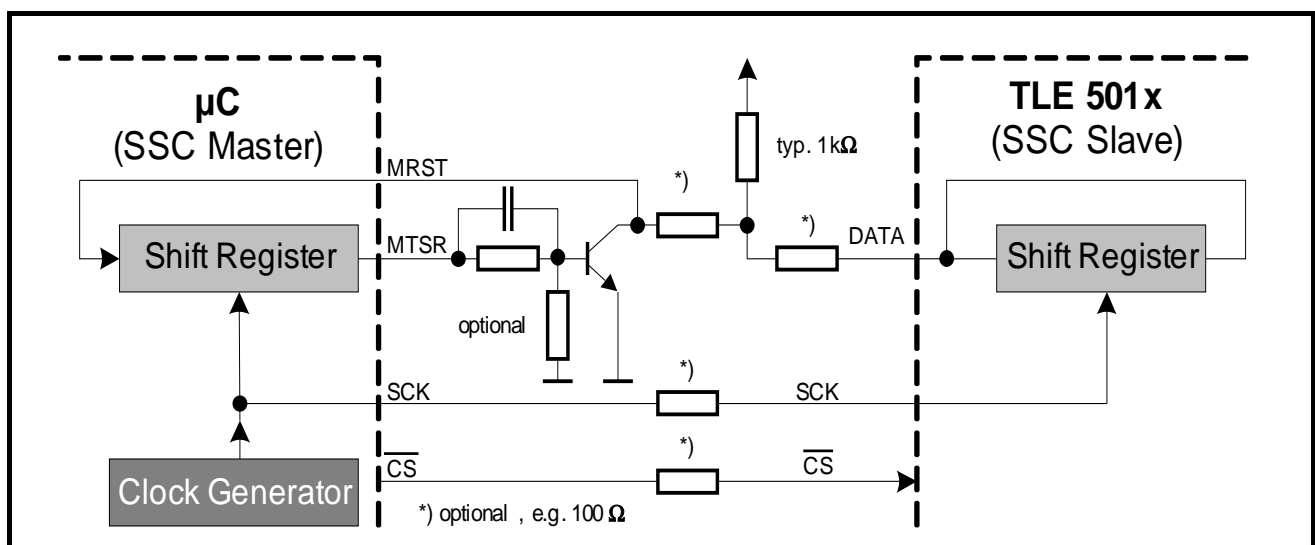 µC
(SSC Master)
TLE 501x
(SSC Slave)
typ. 1kΩ
MRST
*)
*)
Shift Register
MTSR
DATA
Shift Register
optional
*)
SCK
SCK
*)
CS
CS
Clock Generator
*) optional , e.g. 100 Ω